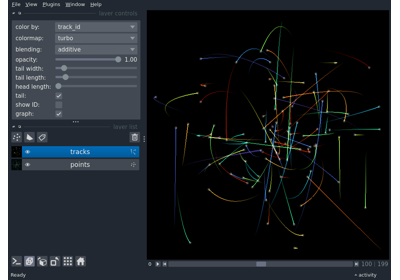 File View Plugins Window Help
layer controls
color by: track_id
colormap: turbo
blending: additive
opacity: 1.00
tail width:
tail length:
head length:
tail:
show ID:
graph:
layer list
tracks
points
100 | 199
Ready
activity